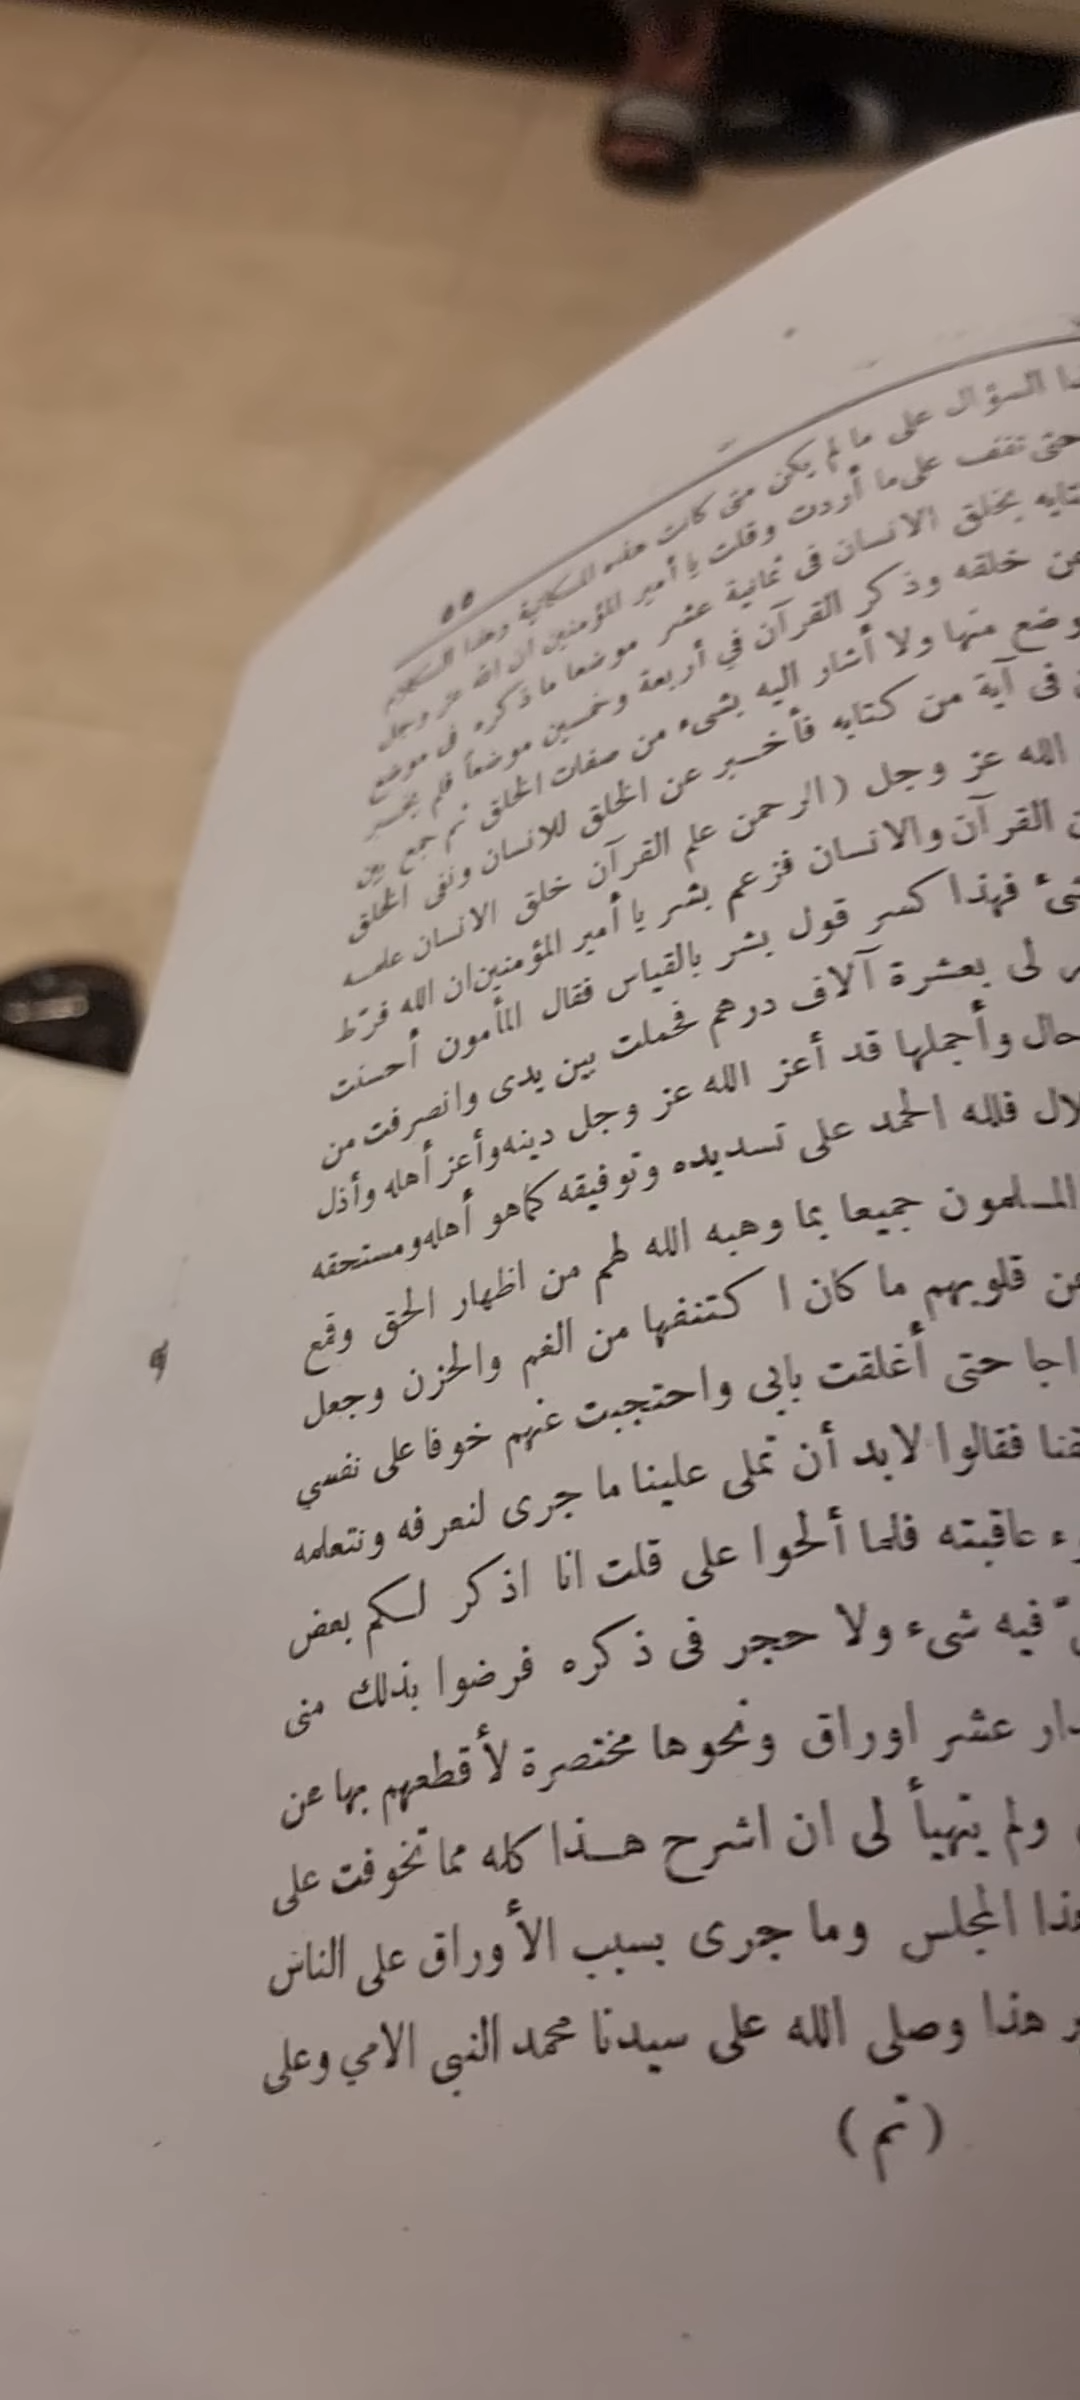 ٥٥
السؤال على ما لم يكن متى كانت هذه الحكاية وهذا الكلام
حتى تقف على ما أردت وقلت يا أمير المؤمنين ان الله عز وجل
بخلق الانسان فى ثمانية عشر موضعا ما ذكره فى موضع
عن خلقه وذكر القرآن في أربعة وخمسين موضعاً فلم يخبر
منها ولا أشار اليه بشىء من صفات الخلق ثم جمع بين
فى آية من كتابه فأخبر عن الخلق للانسان ونفى الخلق
الله عز وجل (الرحمن علم القرآن خلق الانسان علمه
القرآن والانسان فزعم بشر يا أمير المؤمنين ان الله فرّط
فهذا كسر قول بشر بالقياس فقال المأمون أحسنت
لى بعشرة آلاف درهم فحملت بين يدى وانصرفت من
حال وأجملها قد أعز الله عز وجل دينه وأعز أهله وأذل
فلله الحمد على تسديده وتوفيقه كما هو أهله ومستحقه
المسلمون جميعا بما وهبه الله لهم من اظهار الحق وقمع
عن قلوبهم ما كان ا كتنفها من الغم والحزن وجعل
حتى أغلقت بابى واحتجبت عنهم خوفا على نفسي
فقالوا لابد أن تملى علينا ما جرى لنعرفه ونتعلمه
عاقبته فلما ألحوا على قلت انا اذكر لكم بعض
فيه شىء ولا حجر فى ذكره فرضوا بذلك منى
عشر اوراق ونحوها مختصرة لأقطعهم بها عن
ولم يتهيأ لى ان اشرح هذا كله مما تخوفت على
المجلس وما جرى بسبب الأوراق على الناس
هذا وصلى الله على سيدنا محمد النبى الامي وعلى
(تم)